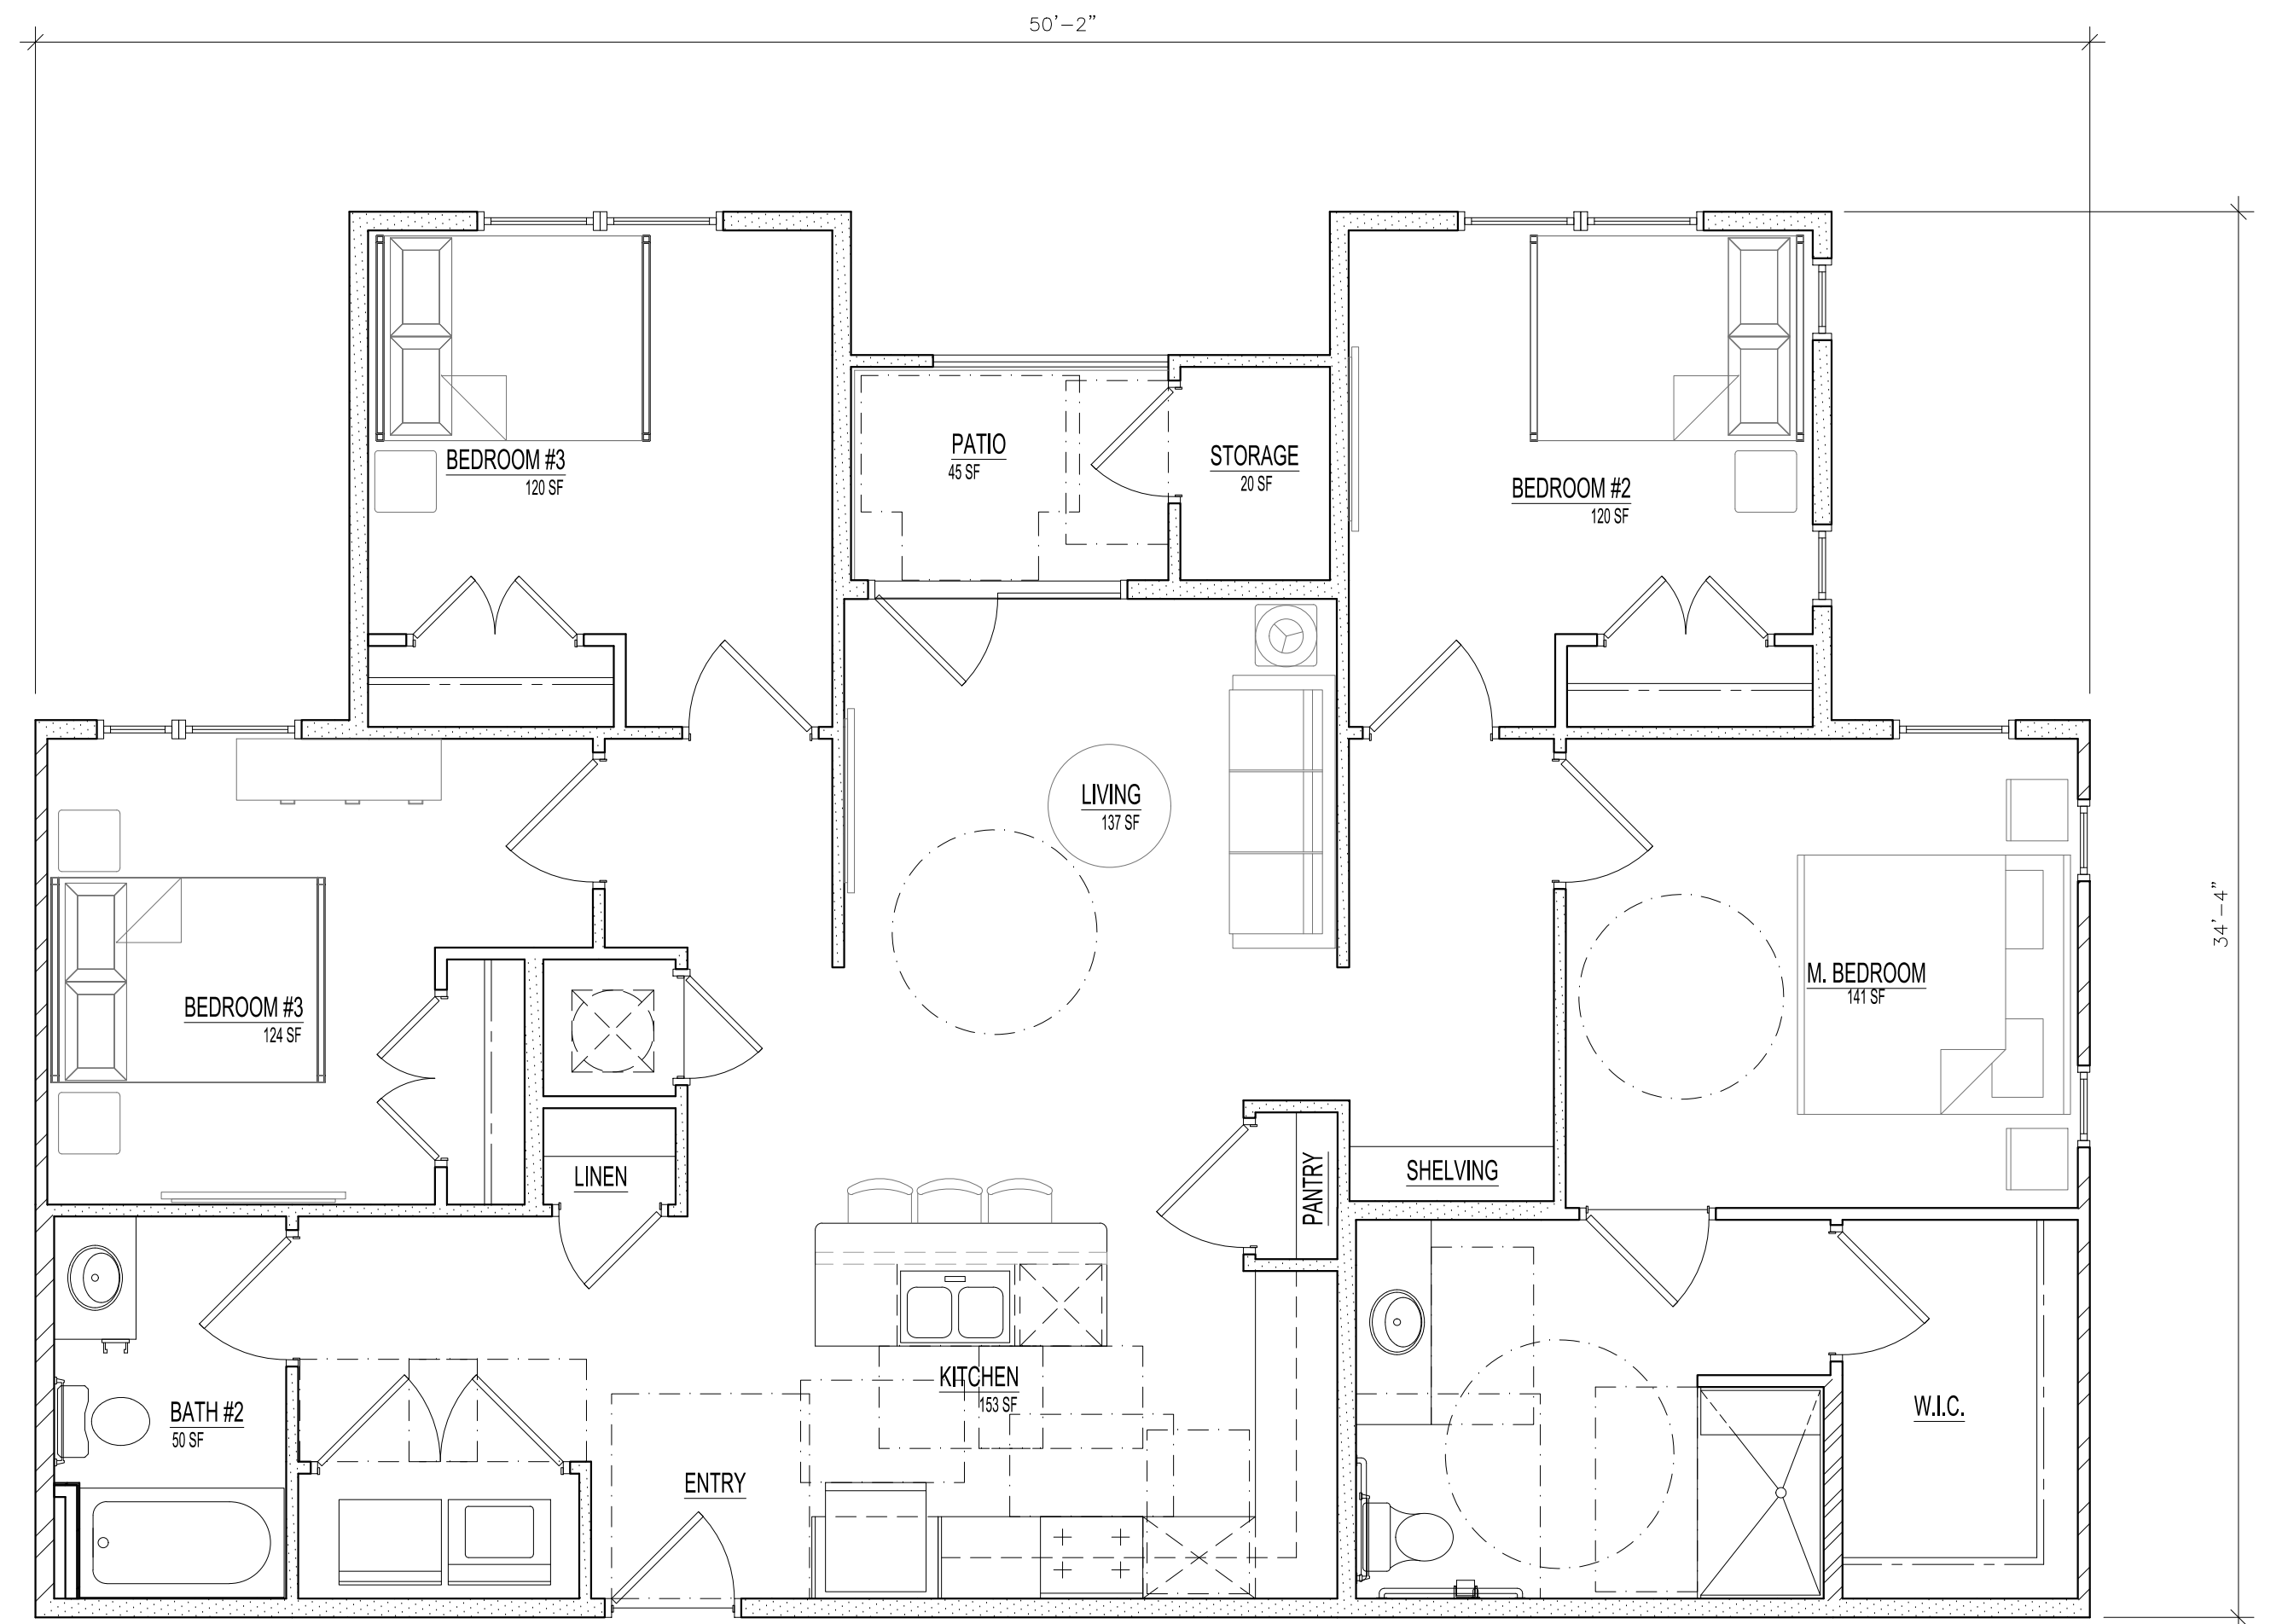 50'-2"
BEDROOM #3
120 SF
PATIO
45 SF
STORAGE
20 SF
BEDROOM #2
120 SF
LIVING
137 SF
34'-4"
M. BEDROOM
141 SF
BEDROOM #3
124 SF
LINEN
PANTRY
SHELVING
KITCHEN
153 SF
BATH #2
50 SF
W.I.C.
ENTRY